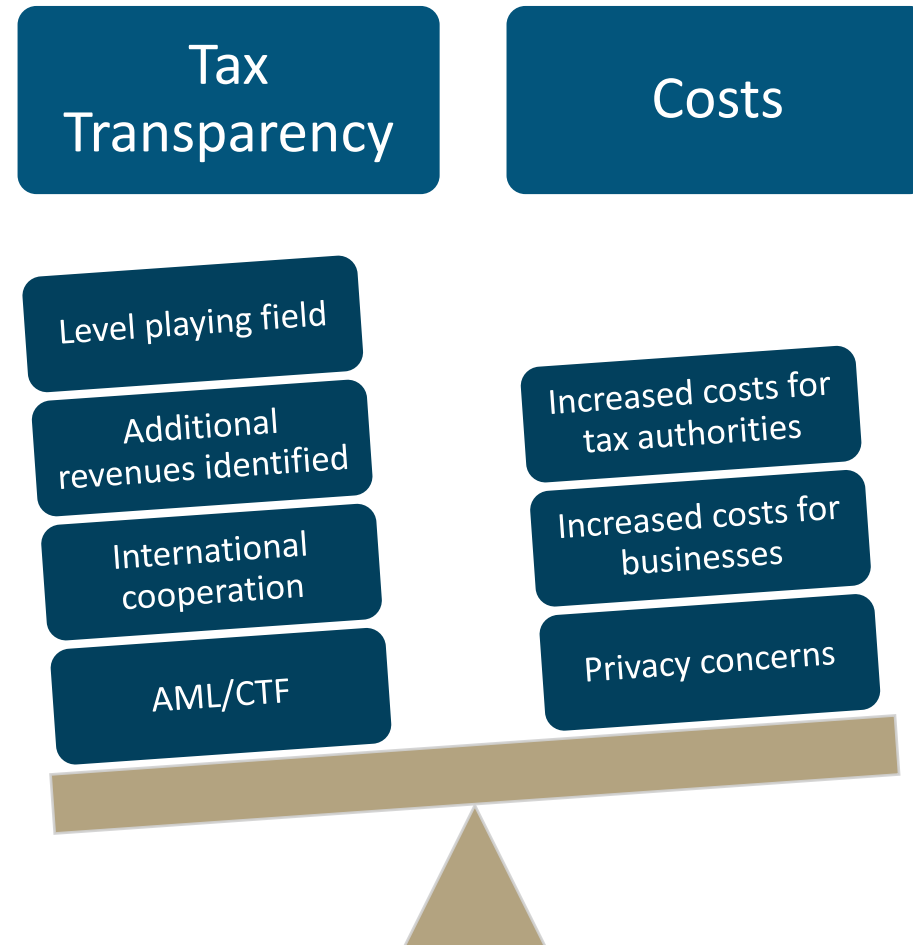 Tax
Transparency
Costs
Level playing field
Additional
revenues identified
International
cooperation
AML/CTF
Increased costs for
tax authorities
Increased costs for
businesses
Privacy concerns